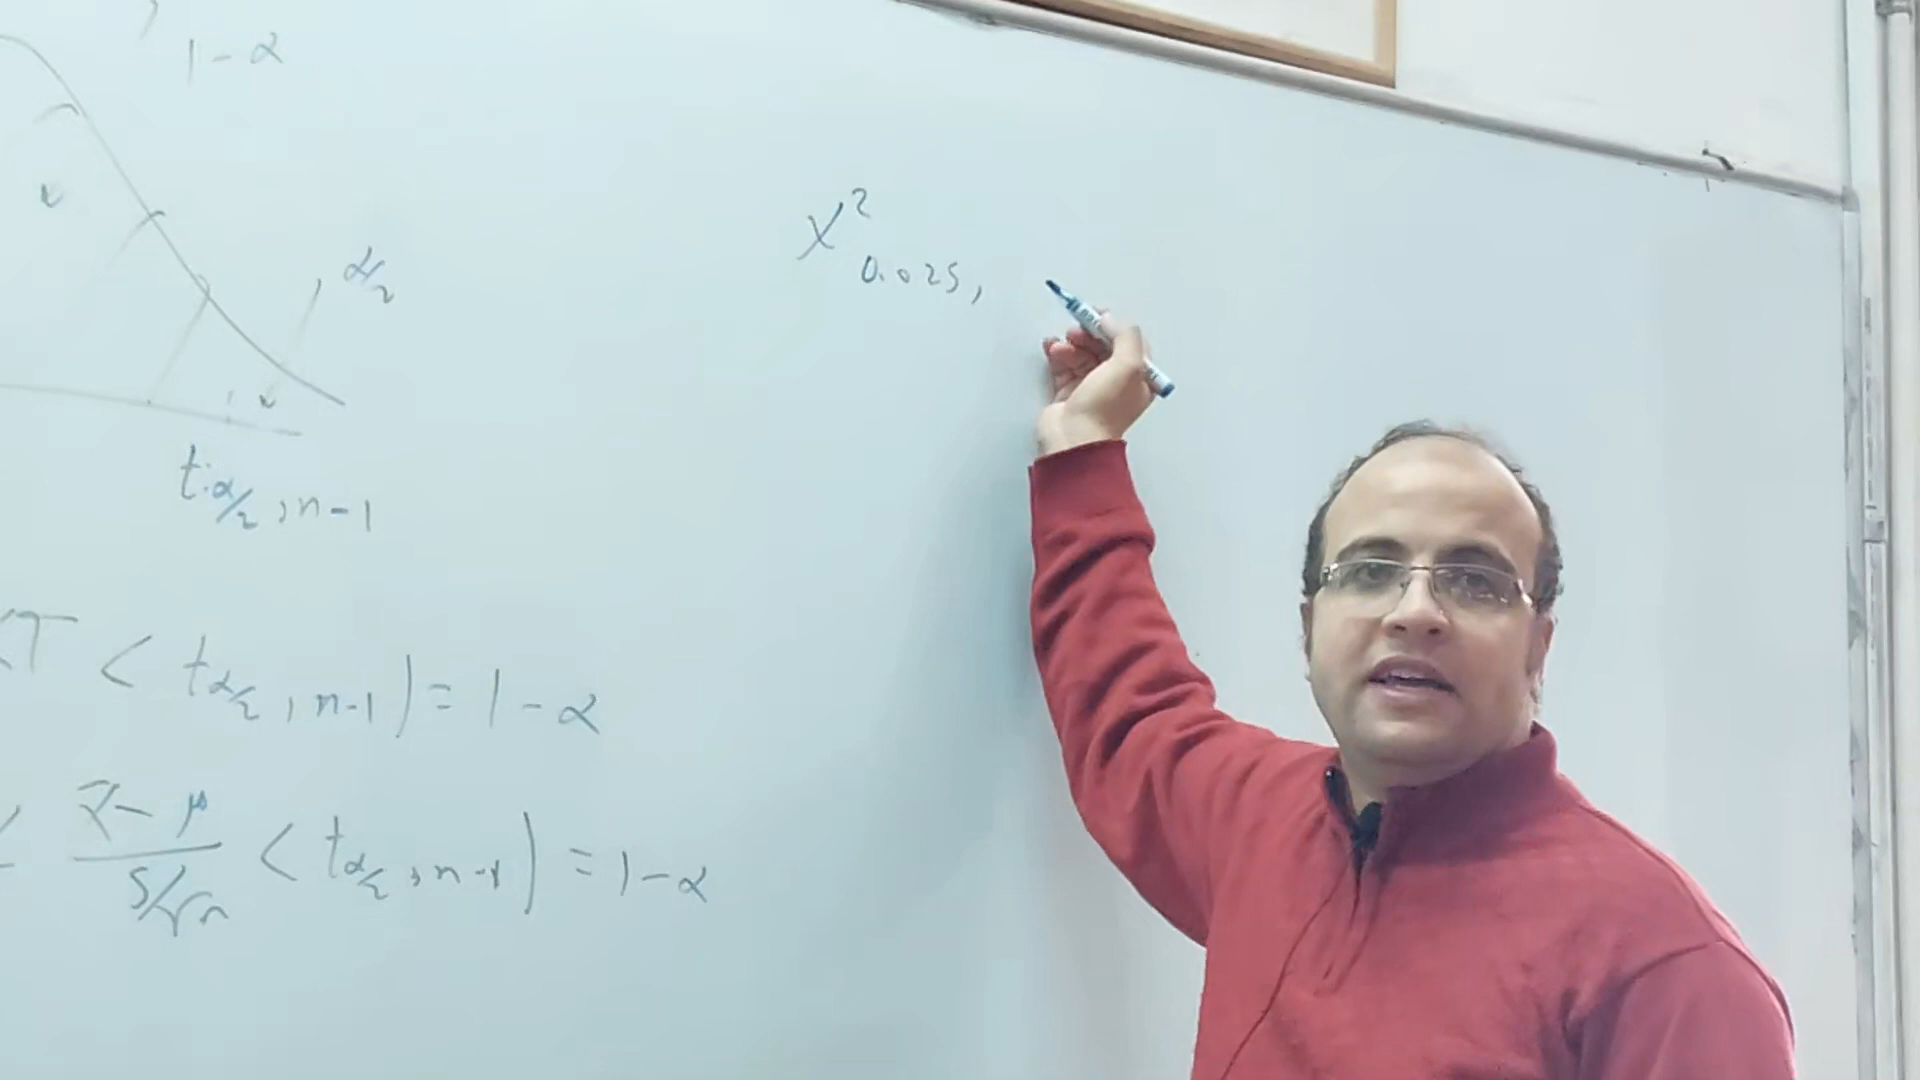 1-α
χ²
0.025,
α/2
t α/2, n-1
T < t α/2, n-1) = 1-α
x̄-μ
S/√n < t α/2, n-1) = 1-α